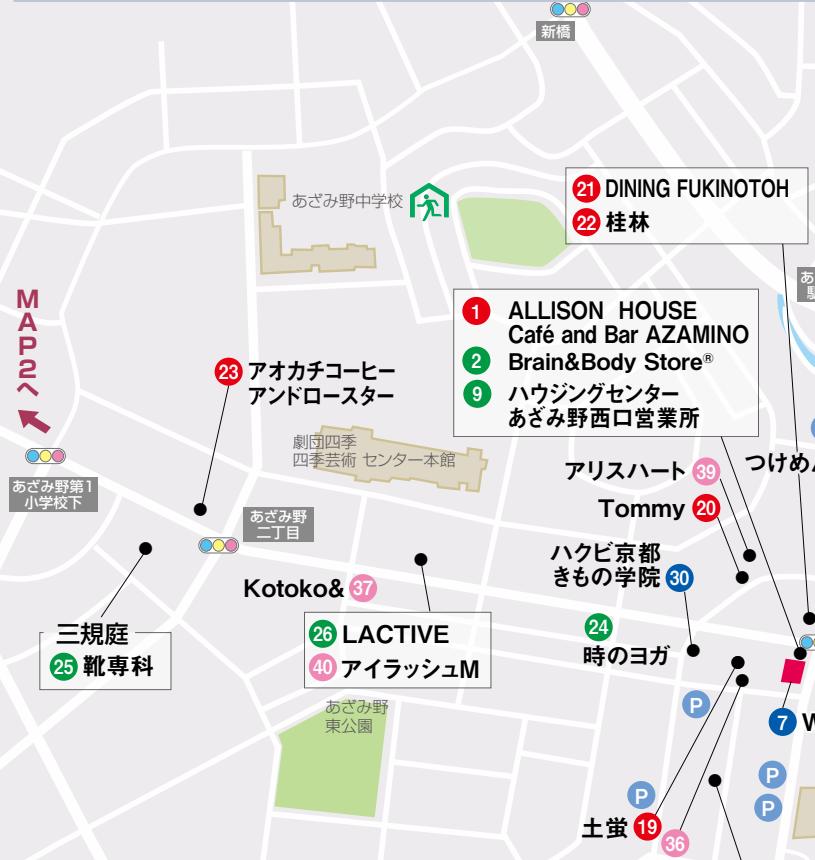 新橋
あざみ野中学校
21 DINING FUKINOTOH
22 桂林
MAP2へ
1 ALLISON HOUSE
Café and Bar AZAMINO
2 Brain&Body Store®
9 ハウジングセンター
あざみ野西口営業所
23 アオカチコーヒー
アンドロースター
劇団四季
四季芸術 センター本館
アリスハート 39
つけめ
Tommy 20
あざみ野第1
小学校下
あざみ野
二丁目
ハクビ京都
きもの学院 30
Kotoko& 37
26 LACTIVE
40 アイラッシュM
24
時のヨガ
三規庭
25 靴専科
あざみ野
東公園
P
7 W
P
P
P
土蛍 19
36